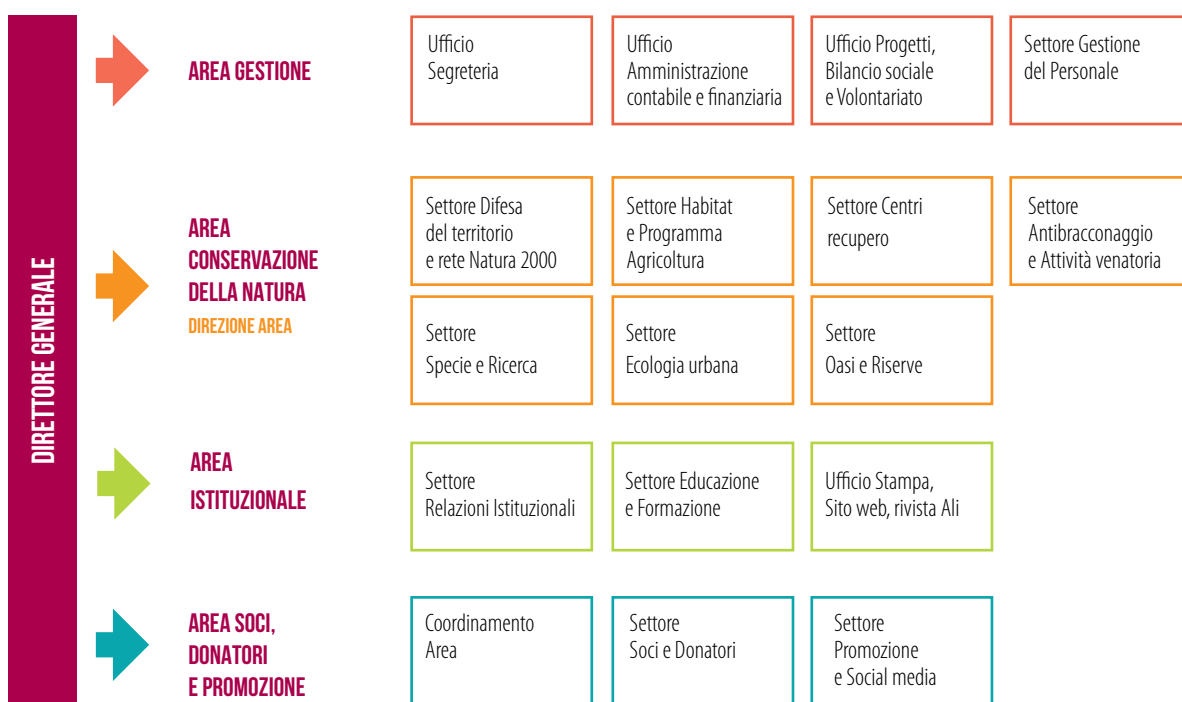 DIRETTORE GENERALE
AREA GESTIONE
Ufficio
Segreteria
Ufficio
Amministrazione
contabile e finanziaria
Ufficio Progetti,
Bilancio sociale
e Volontariato
Settore Gestione
del Personale
AREA
CONSERVAZIONE
DELLA NATURA
DIREZIONE AREA
Settore Difesa
del territorio
e rete Natura 2000
Settore Habitat
e Programma
Agricoltura
Settore Centri
recupero
Settore
Antibracconaggio
e Attività venatoria
Settore
Specie e Ricerca
Settore
Ecologia urbana
Settore
Oasi e Riserve
AREA
ISTITUZIONALE
Settore
Relazioni Istituzionali
Settore Educazione
e Formazione
Ufficio Stampa,
Sito web, rivista Ali
AREA SOCI,
DONATORI
E PROMOZIONE
Coordinamento
Area
Settore
Soci e Donatori
Settore
Promozione
e Social media